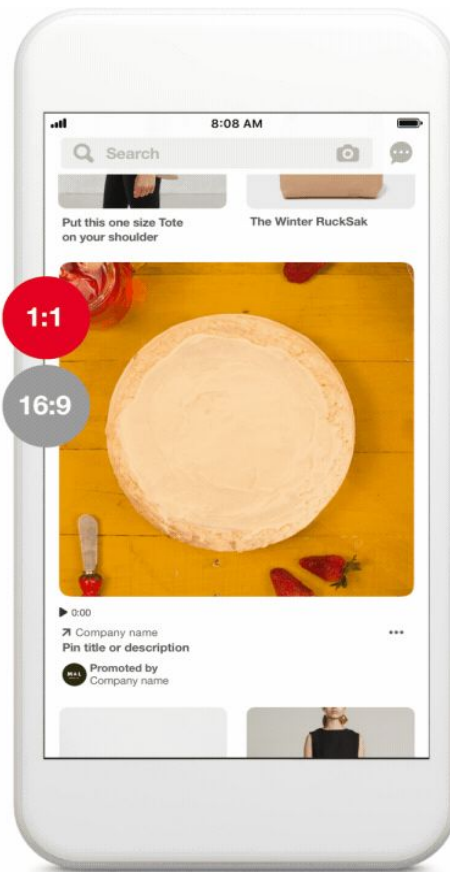 8:08 AM
Search
Put this one size Tote
on your shoulder
The Winter RuckSak
1:1
16:9
0:00
Company name
Pin title or description
Promoted by
Company name
M+L